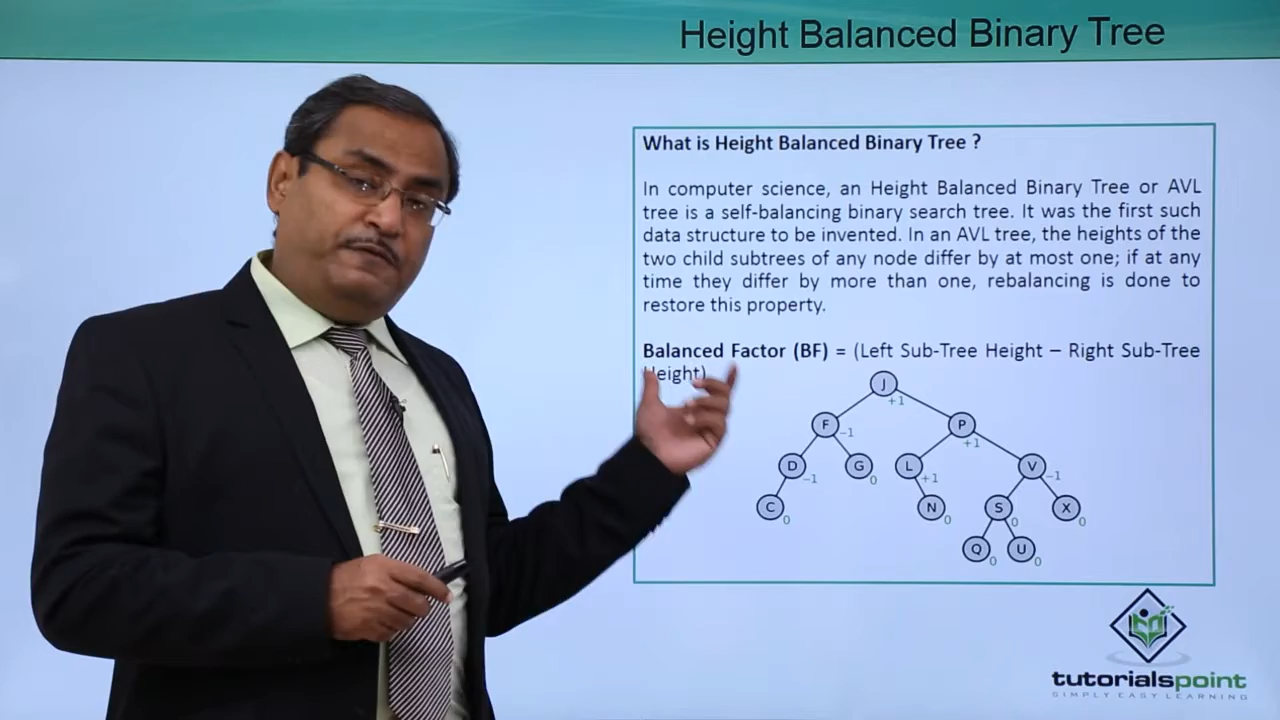 Height Balanced Binary Tree
What is Height Balanced Binary Tree ?
In computer science, an Height Balanced Binary Tree or AVL
tree is a self-balancing binary search tree. It was the first such
data structure to be invented. In an AVL tree, the heights of the
two child subtrees of any node differ by at most one; if at any
time they differ by more than one, rebalancing is done to
restore this property.
Balanced Factor (BF) = (Left Sub-Tree Height – Right Sub-Tree
Height)
J
+1
F
-1
P
+1
D
-1
G
0
L
+1
V
-1
C
0
N
0
S
0
X
0
Q
0
U
0
tutorialspoint
SIMPLY EASY LEARNING